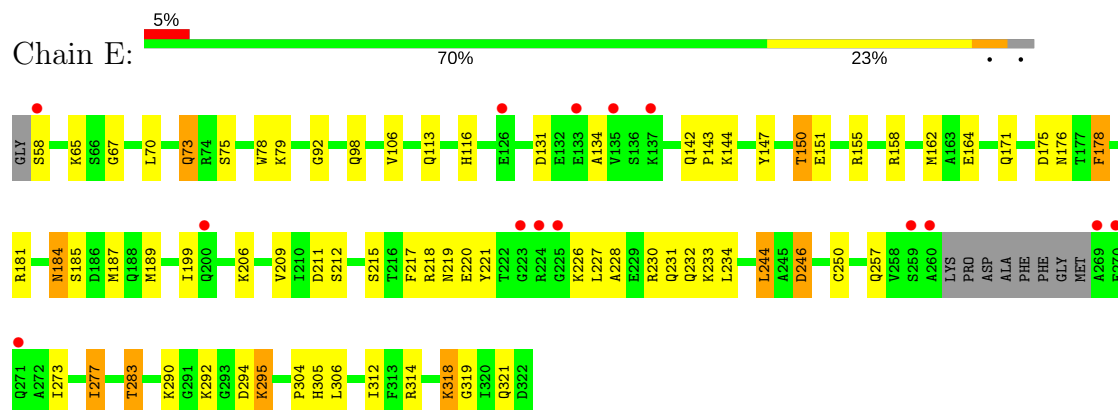 5%
Chain E:
70% 23% • •
GLY S58 K65 S66 G67 L70 Q73 R74 S75 W78 K79 G92 Q98 V106 Q113 H116 E126 D131 E132 E133 A134 V135 S136 K137 Q142 P143 K144 Y147 T150 E151 R155 R158 M162 A163 E164 Q171 D175 N176 T177 F178
R181 N184 S185 D186 M187 Q188 M189 I199 Q200 K206 V209 I210 D211 S212 S215 T216 F217 R218 N219 E220 Y221 T222 G223 R224 G225 K226 L227 A228 E229 R230 Q231 Q232 K233 L234 L244 A245 D246 C250 Q257 V258 S259 A260 LYS PRO ASP ALA PHE PHE GLY MET A269
Q271 A272 I273 I277 T283 K290 G291 K292 G293 D294 K295 P304 H305 L306 I312 F313 R314 K318 G319 I320 Q321 D322